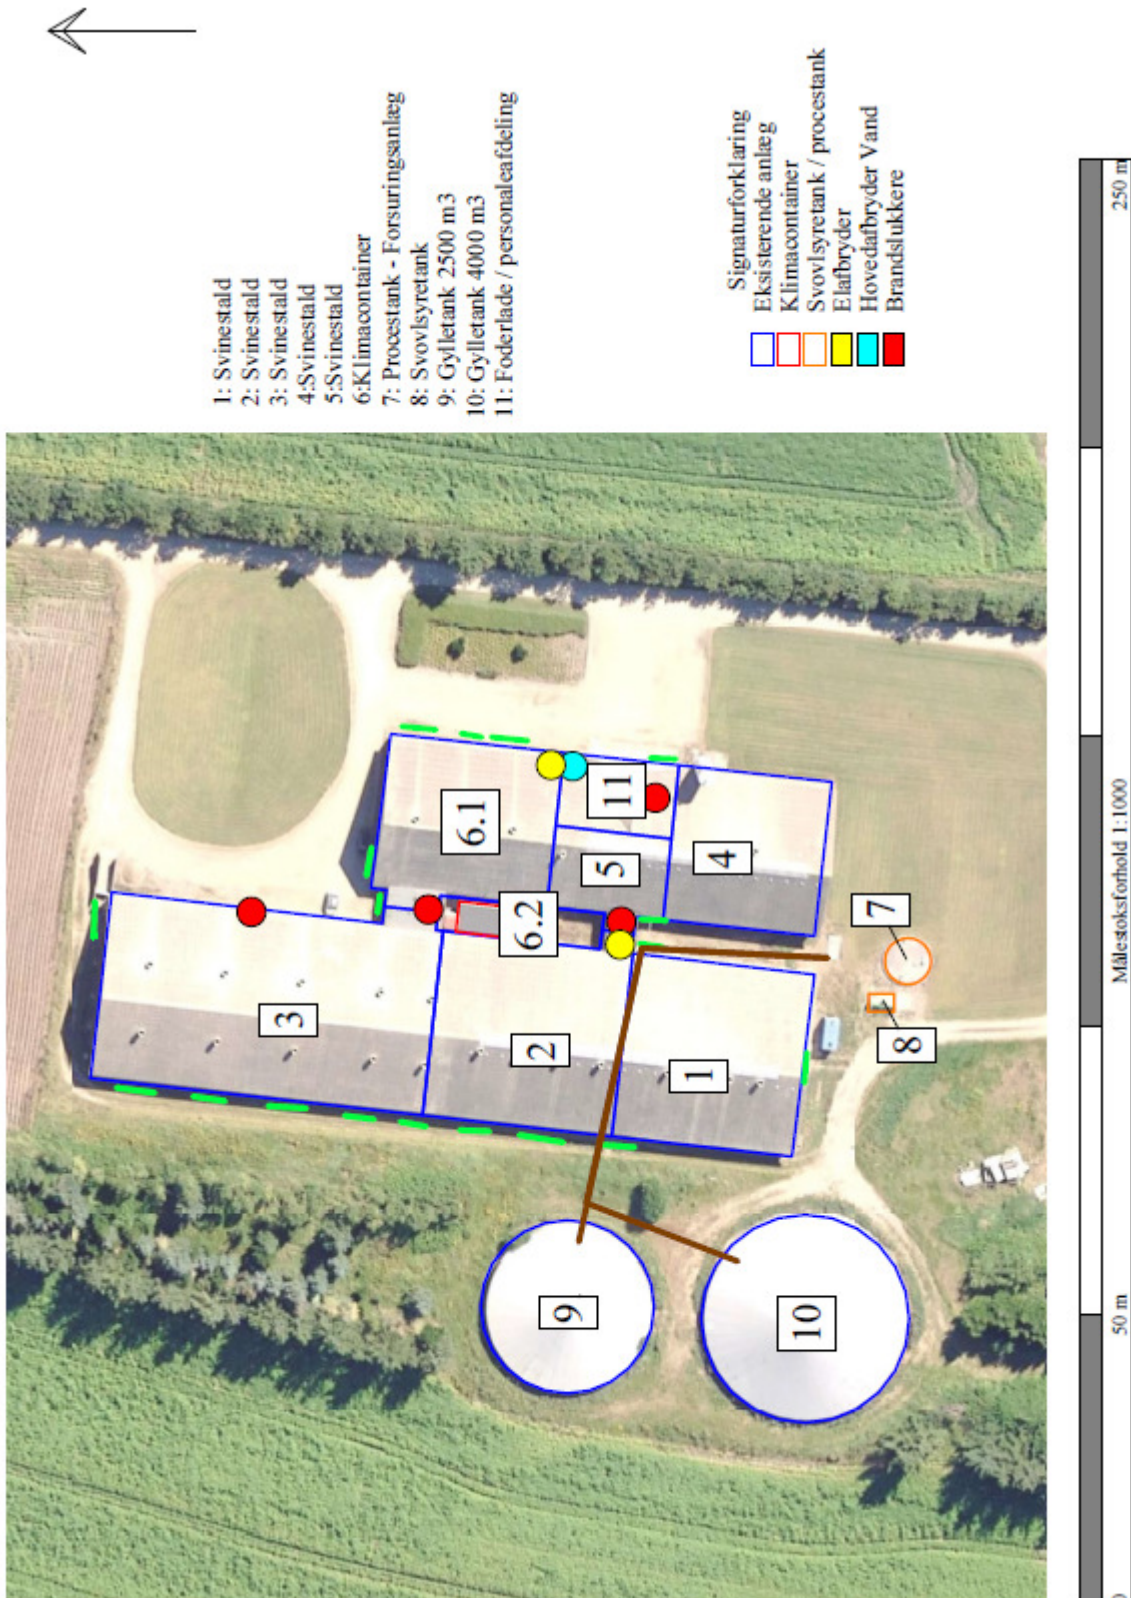 1: Svinestald
2: Svinestald
3: Svinestald
4:Svinestald
5:Svinestald
6:Klimacontainer
7: Procestank - Forsuringsanlæg
8: Svovlsyretank
9: Gylletank 2500 m3
10: Gylletank 4000 m3
11: Foderlade / personaleafdeling
Signaturforklaring
Eksisterende anlæg
Klimacontainer
Svovlsyretank / procestank
Elafbryder
Hovedafbryder Vand
Brandslukkere
3
6.1
11
5
6.2
2
4
1
7
8
9
10
0
50 m
Målestoksforhold 1:1000
250 m